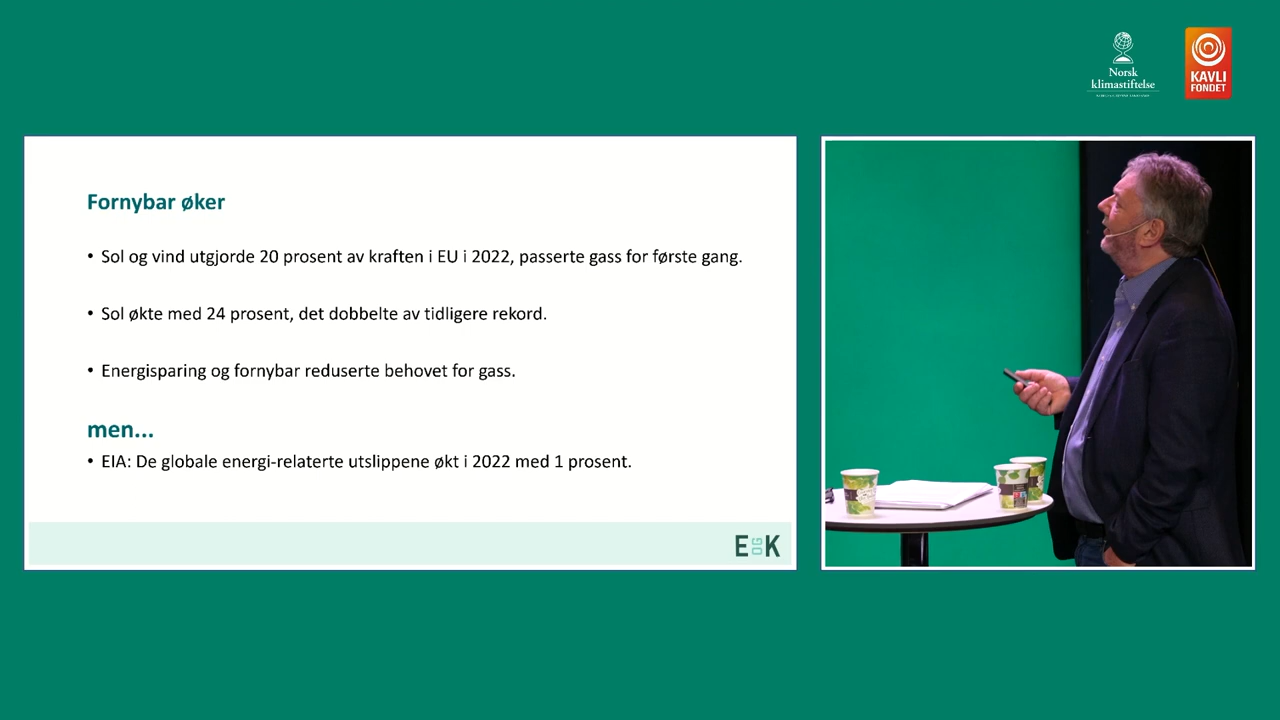 Norsk
klimastiftelse
KAVLI
FONDET
Fornybar øker
• Sol og vind utgjorde 20 prosent av kraften i EU i 2022, passerte gass for første gang.
• Sol økte med 24 prosent, det dobbelte av tidligere rekord.
• Energisparing og fornybar reduserte behovet for gass.
men...
• EIA: De globale energi-relaterte utslippene økt i 2022 med 1 prosent.
E OG K